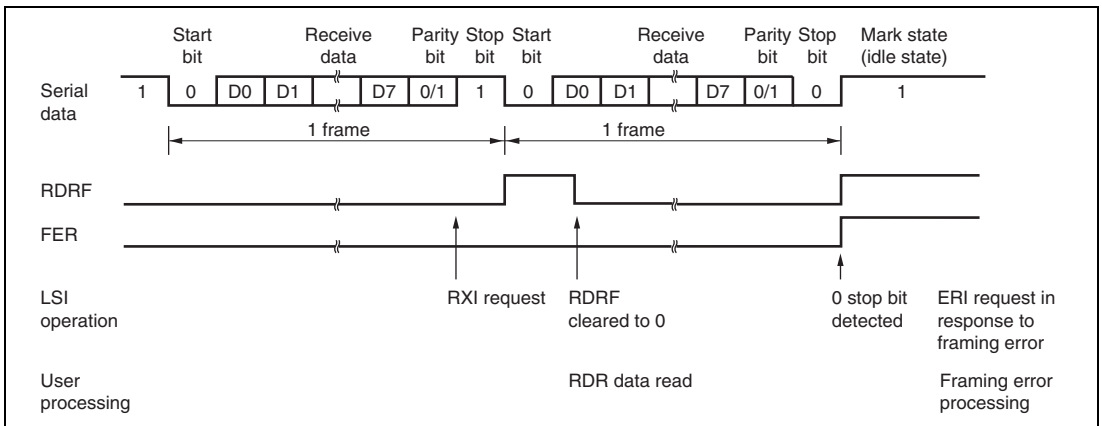 Start bit Receive data Parity bit Stop bit Start bit Receive data Parity bit Stop bit Mark state (idle state)
Serial data 1 0 D0 D1 D7 0/1 1 0 D0 D1 D7 0/1 0 1
1 frame 1 frame
RDRF
FER
LSI operation RXI request RDRF cleared to 0 0 stop bit detected ERI request in response to framing error
User processing RDR data read Framing error processing